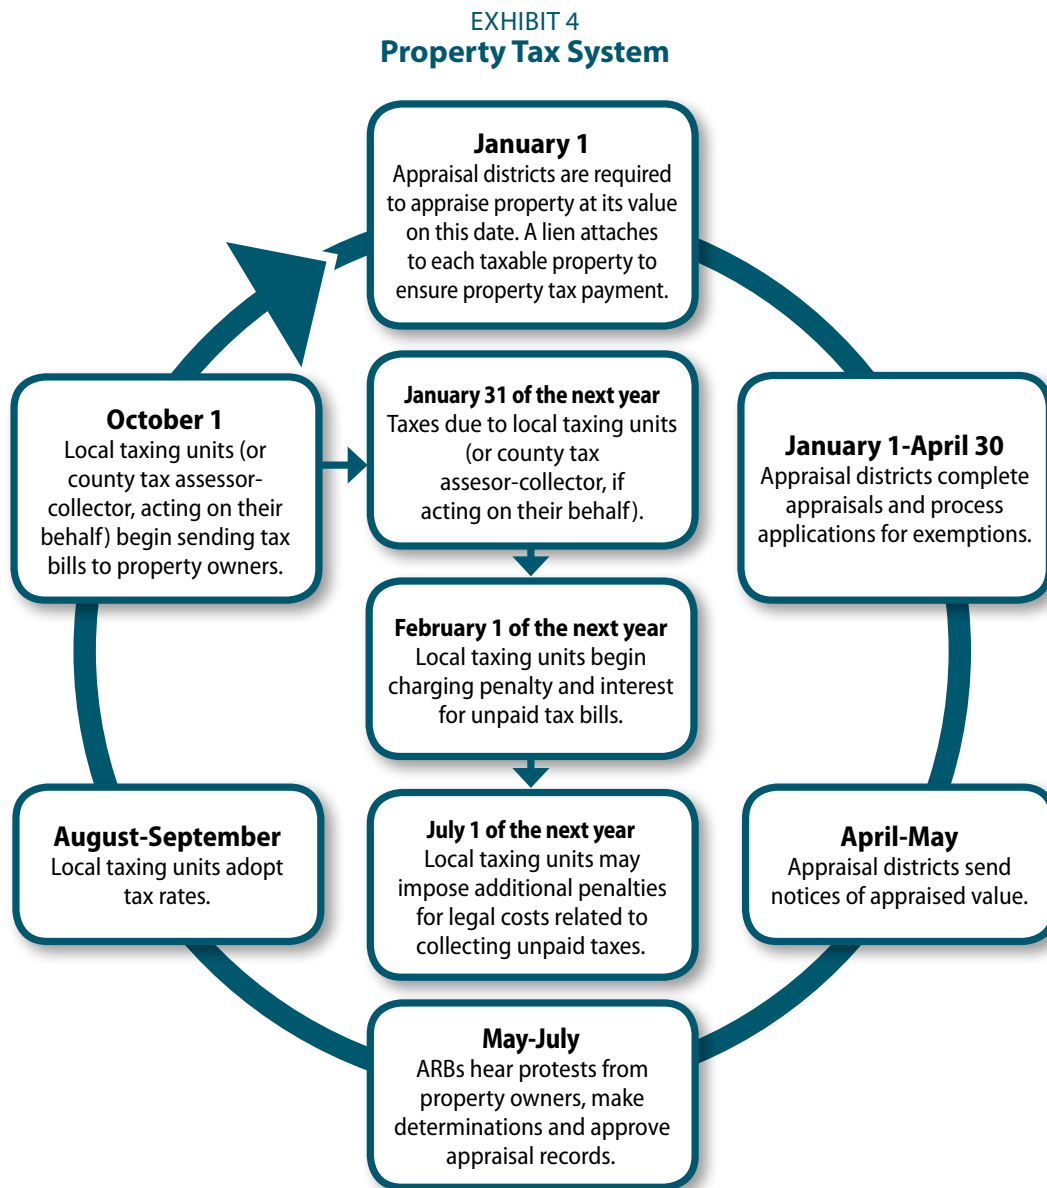 EXHIBIT 4
Property Tax System
January 1
Appraisal districts are required
to appraise property at its value
on this date. A lien attaches
to each taxable property to
ensure property tax payment.
January 1-April 30
Appraisal districts complete
appraisals and process
applications for exemptions.
April-May
Appraisal districts send
notices of appraised value.
May-July
ARBs hear protests from
property owners, make
determinations and approve
appraisal records.
August-September
Local taxing units adopt
tax rates.
October 1
Local taxing units (or
county tax assessor-
collector, acting on their
behalf) begin sending tax
bills to property owners.
January 31 of the next year
Taxes due to local taxing units
(or county tax
assesor-collector, if
acting on their behalf).
February 1 of the next year
Local taxing units begin
charging penalty and interest
for unpaid tax bills.
July 1 of the next year
Local taxing units may
impose additional penalties
for legal costs related to
collecting unpaid taxes.